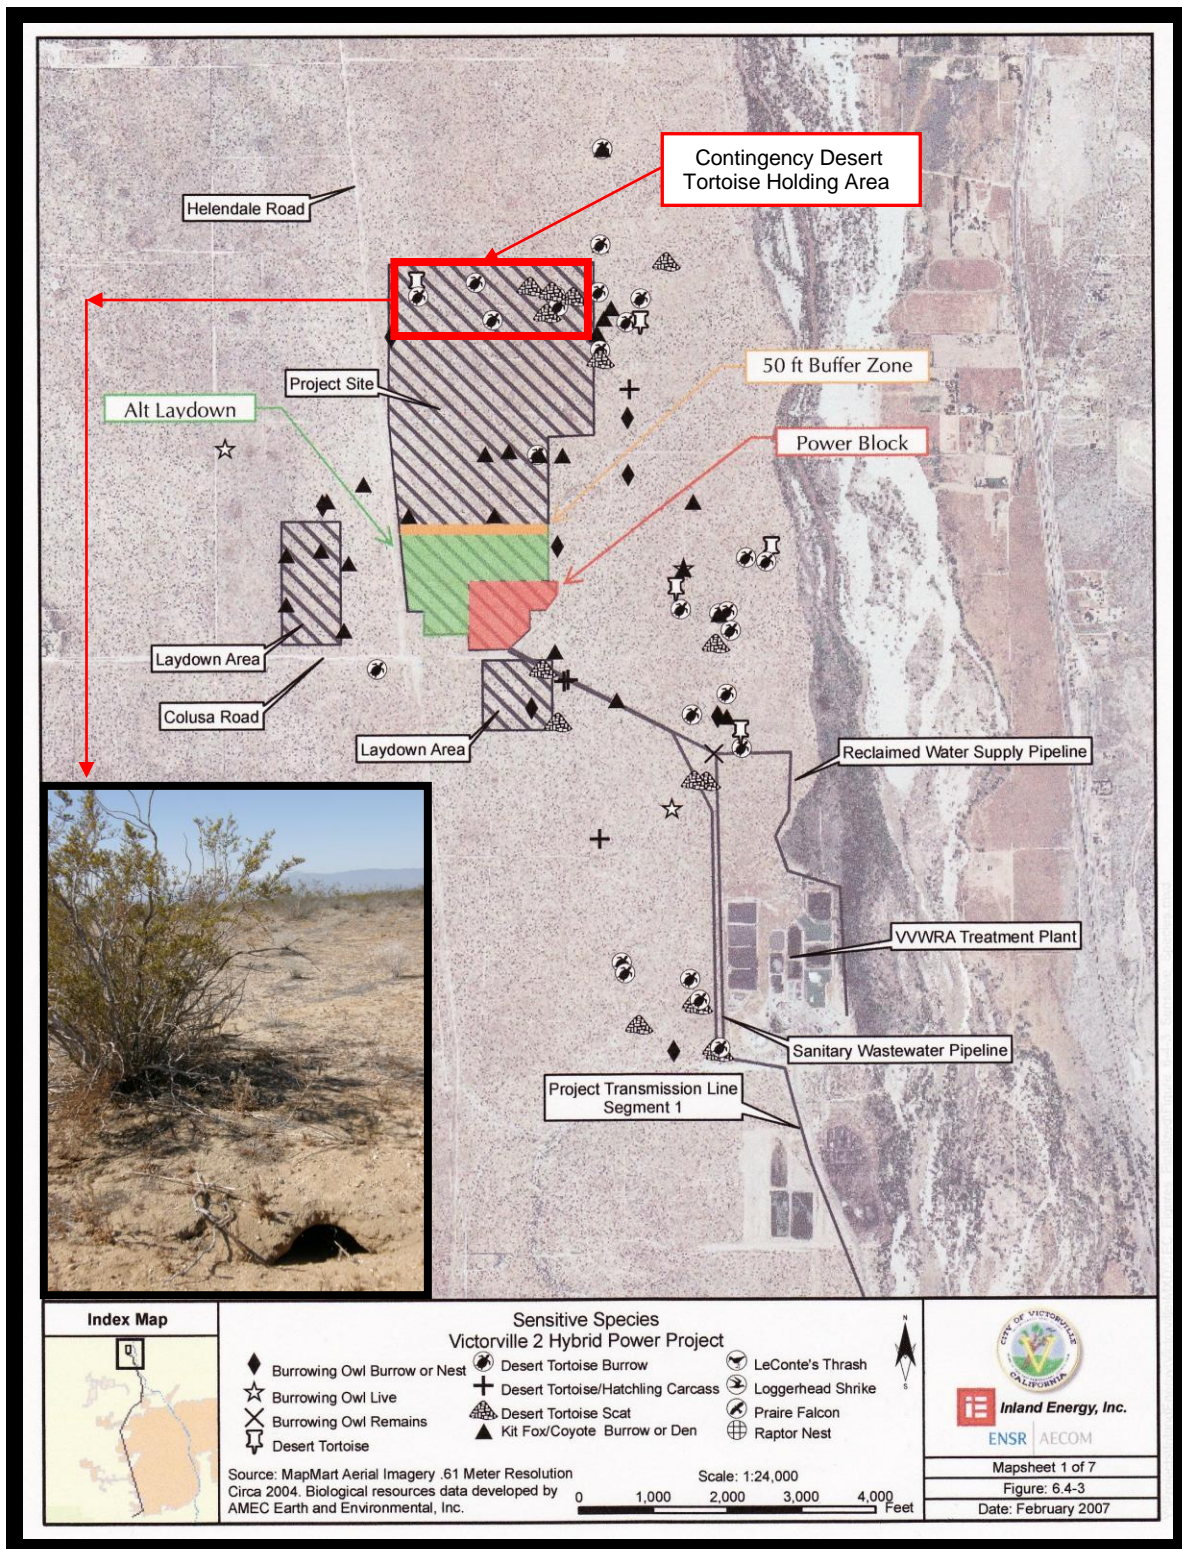 Contingency Desert
Tortoise Holding Area
Helendale Road
Project Site
50 ft Buffer Zone
Alt Laydown
Power Block
Laydown Area
Colusa Road
Laydown Area
Reclaimed Water Supply Pipeline
VVWRA Treatment Plant
Sanitary Wastewater Pipeline
Project Transmission Line
Segment 1
Index Map
Sensitive Species
Victorville 2 Hybrid Power Project
Burrowing Owl Burrow or Nest
Burrowing Owl Live
Burrowing Owl Remains
Desert Tortoise
Desert Tortoise Burrow
Desert Tortoise/Hatchling Carcass
Desert Tortoise Scat
Kit Fox/Coyote Burrow or Den
LeConte's Thrash
Loggerhead Shrike
Praire Falcon
Raptor Nest
N
S
Source: MapMart Aerial Imagery .61 Meter Resolution
Circa 2004. Biological resources data developed by
AMEC Earth and Environmental, Inc.
Scale: 1:24,000
0 1,000 2,000 3,000 4,000
Feet
CITY OF VICTORVILLE
CALIFORNIA
V
iE Inland Energy, Inc.
ENSR AECOM
Mapsheet 1 of 7
Figure: 6.4-3
Date: February 2007